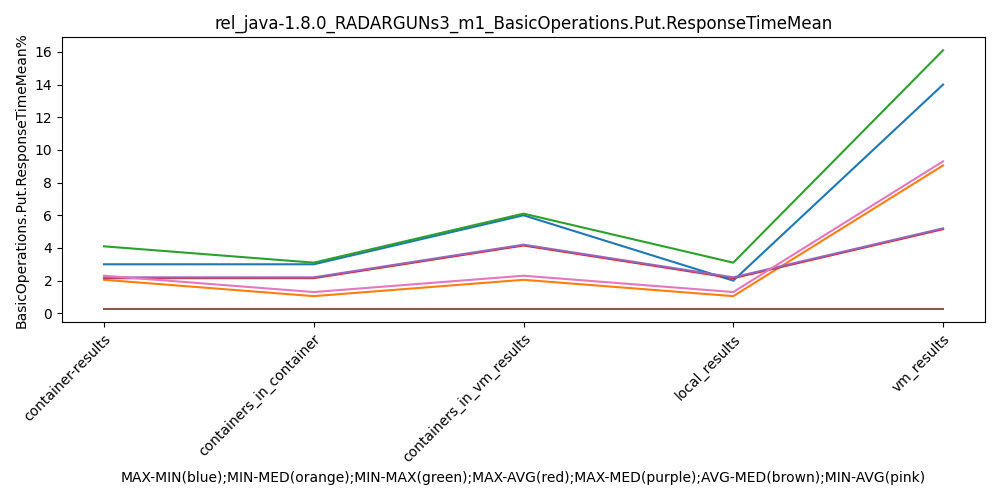 rel_java-1.8.0_RADARGUNs3_m1_BasicOperations.Put.ResponseTimeMean
BasicOperations.Put.ResponseTimeMean%
16
14
12
10
8
6
4
2
0
container-results
containers_in_container
containers_in_vm_results
local_results
vm_results
MAX-MIN(blue);MIN-MED(orange);MIN-MAX(green);MAX-AVG(red);MAX-MED(purple);AVG-MED(brown);MIN-AVG(pink)